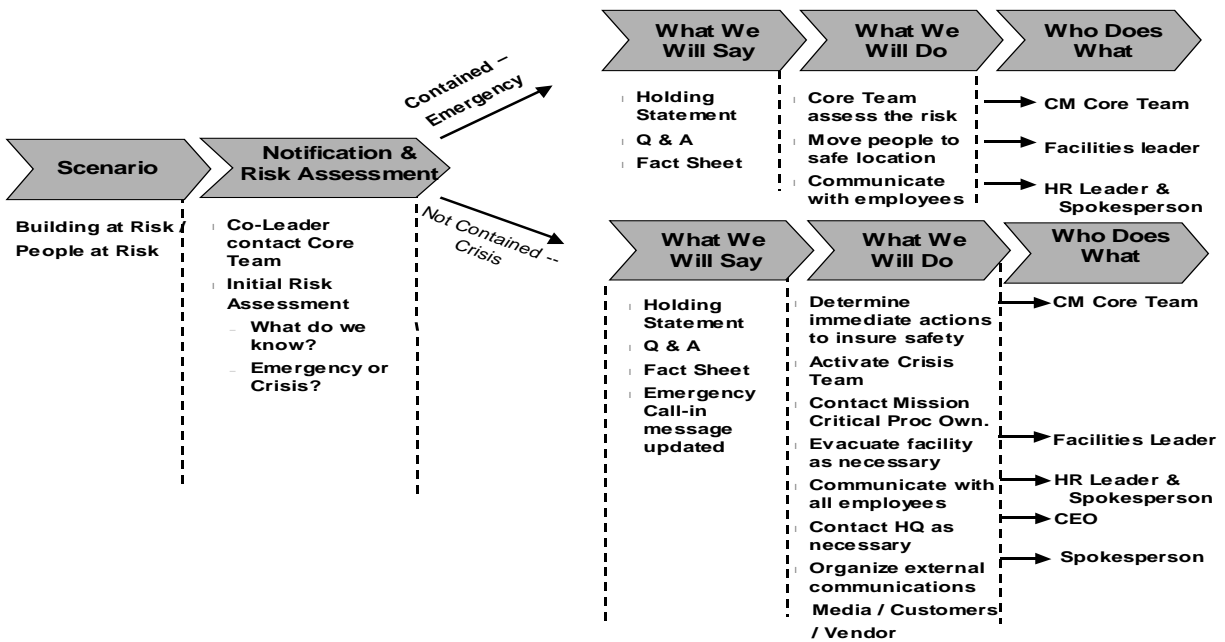 Scenario
Building at Risk /
People at Risk
Notification &
Risk Assessment
Co-Leader
contact Core
Team
Initial Risk
Assessment
What do we
know?
Emergency or
Crisis?
Contained --
Emergency
Not Contained --
Crisis
What We
Will Say
Holding
Statement
Q & A
Fact Sheet
What We
Will Do
Core Team
assess the risk
Move people to
safe location
Communicate
with employees
Who Does
What
CM Core Team
Facilities leader
HR Leader &
Spokesperson
What We
Will Say
Holding
Statement
Q & A
Fact Sheet
Emergency
Call-in
message
updated
What We
Will Do
Determine
immediate actions
to insure safety
Activate Crisis
Team
Contact Mission
Critical Proc Own.
Evacuate facility
as necessary
Communicate with
all employees
Contact HQ as
necessary
Organize external
communications
Media / Customers
/ Vendor
Who Does
What
CM Core Team
Facilities Leader
HR Leader &
Spokesperson
CEO
Spokesperson